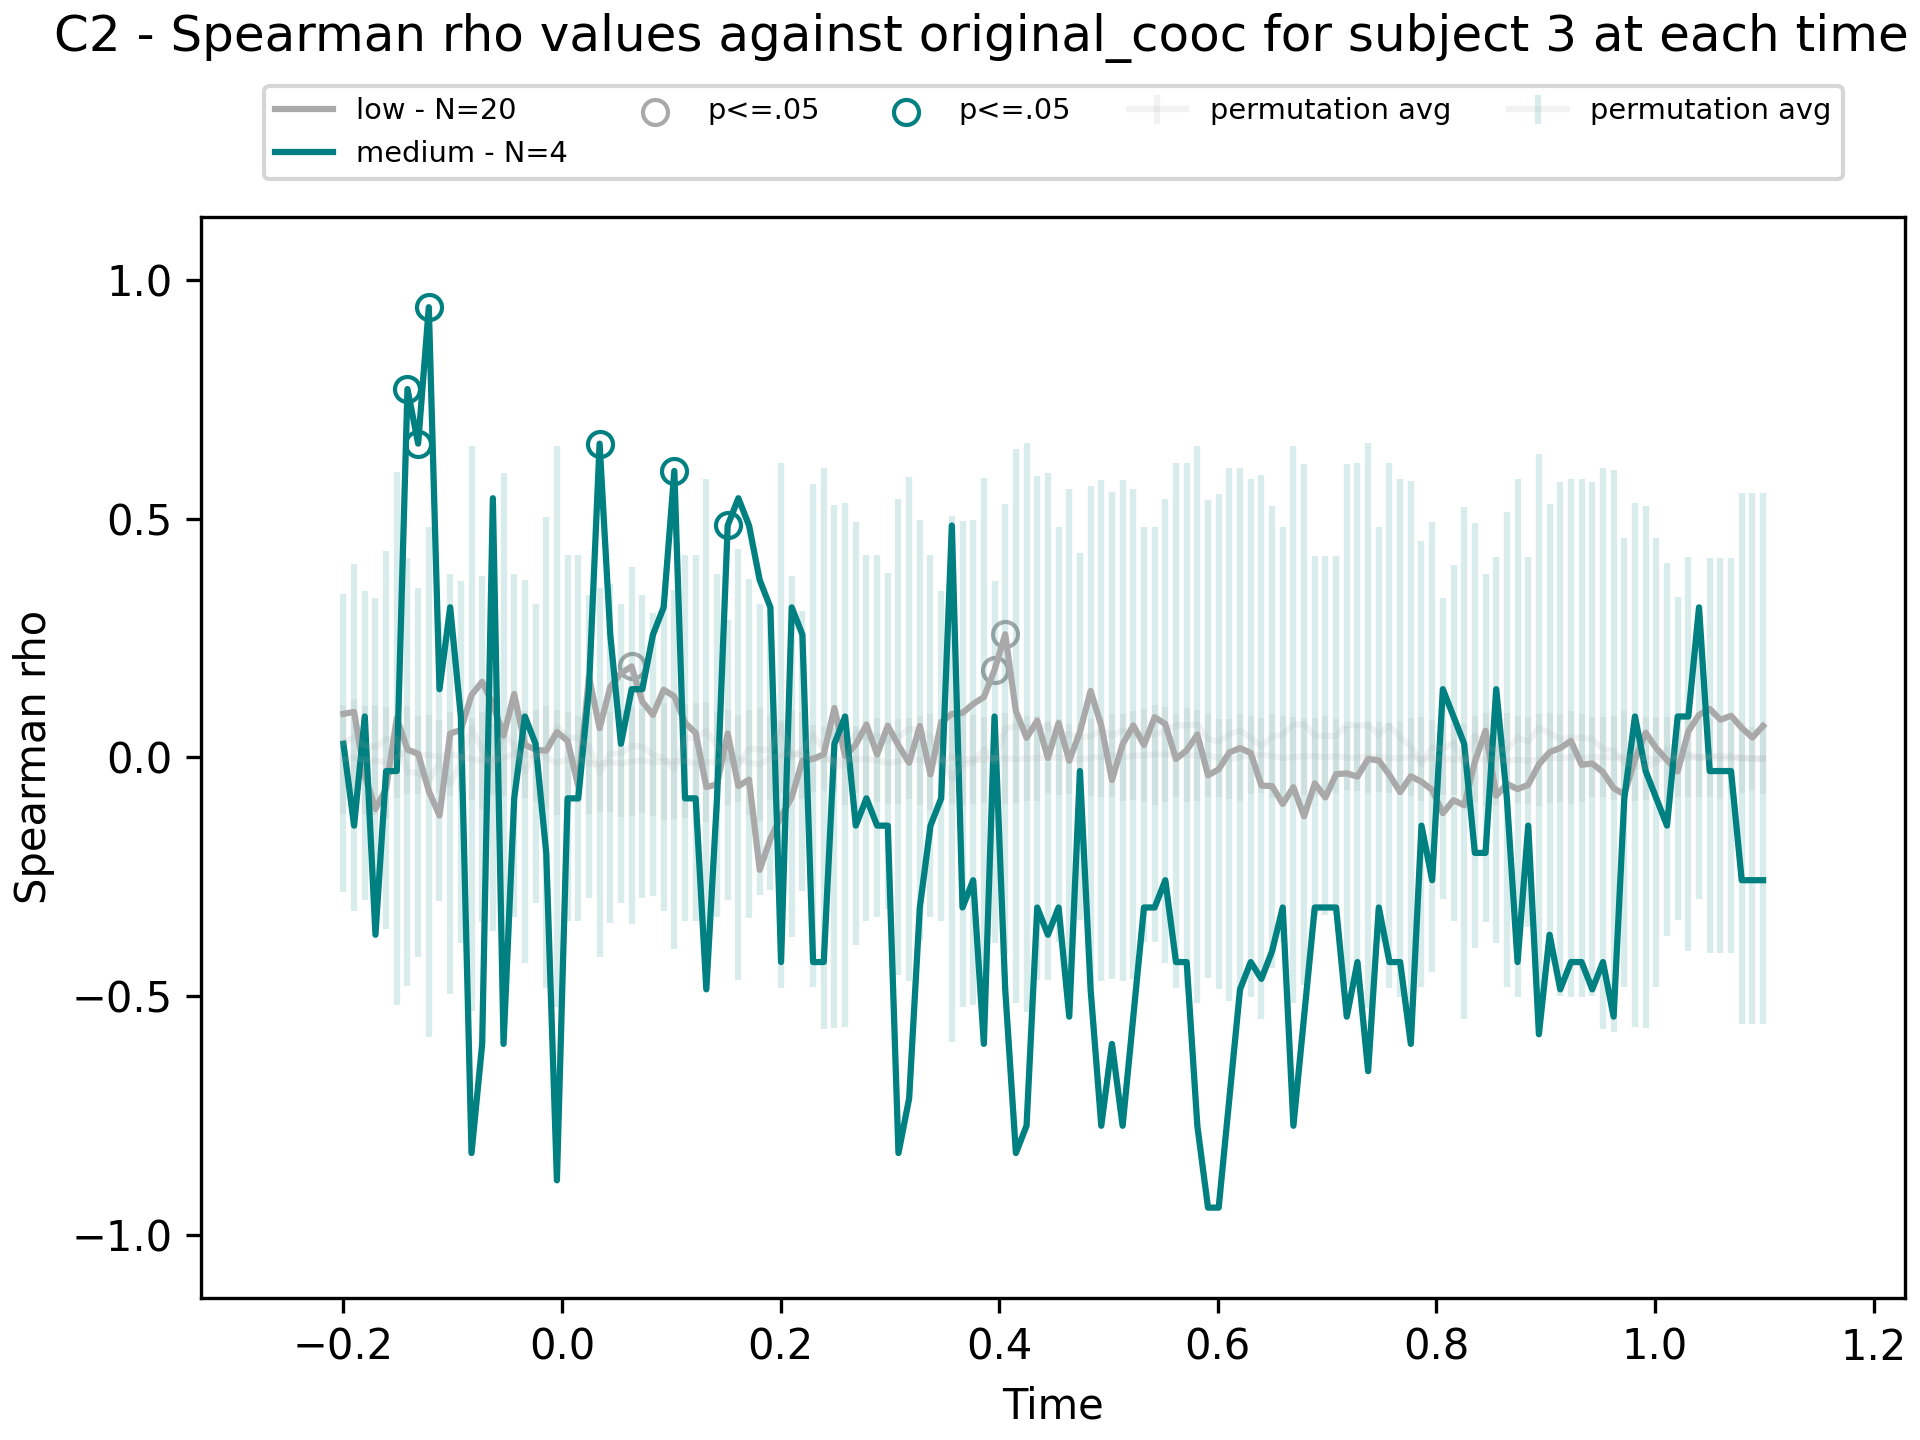 C2 - Spearman rho values against original_cooc for subject 3 at each time
low - N=20
medium - N=4
p<=.05
p<=.05
permutation avg
permutation avg
Spearman rho
1.0
0.5
0.0
−0.5
−1.0
−0.2
0.0
0.2
0.4
0.6
0.8
1.0
1.2
Time